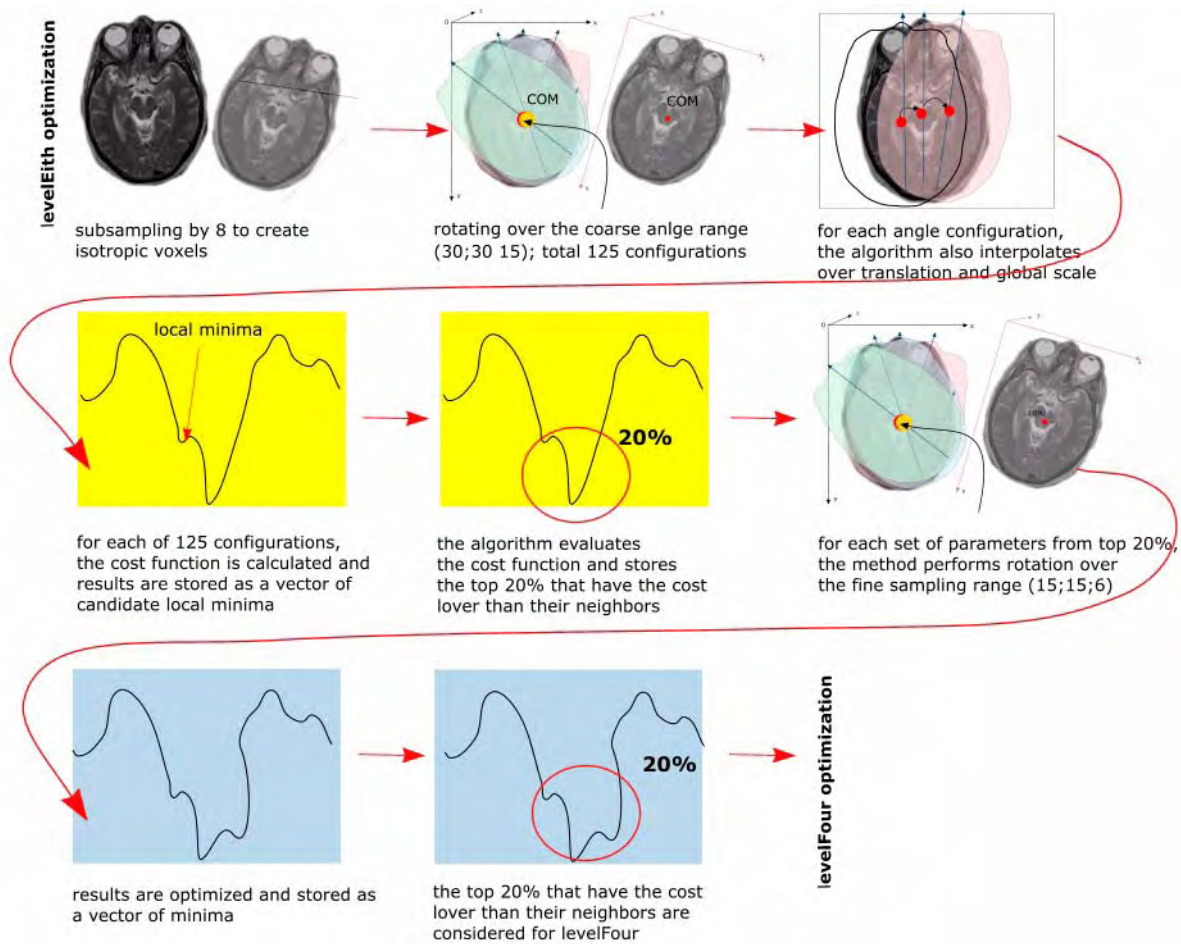 levelEith optimization
subsampling by 8 to create
isotropic voxels
COM
COM
rotating over the coarse anlge range
(30;30 15); total 125 configurations
for each angle configuration,
the algorithm also interpolates
over translation and global scale
local minima
for each of 125 configurations,
the cost function is calculated and
results are stored as a vector of
candidate local minima
20%
the algorithm evaluates
the cost function and stores
the top 20% that have the cost
lover than their neighbors
for each set of parameters from top 20%,
the method performs rotation over
the fine sampling range (15;15;6)
results are optimized and stored as
a vector of minima
20%
the top 20% that have the cost
lover than their neighbors are
considered for levelFour
levelFour optimization